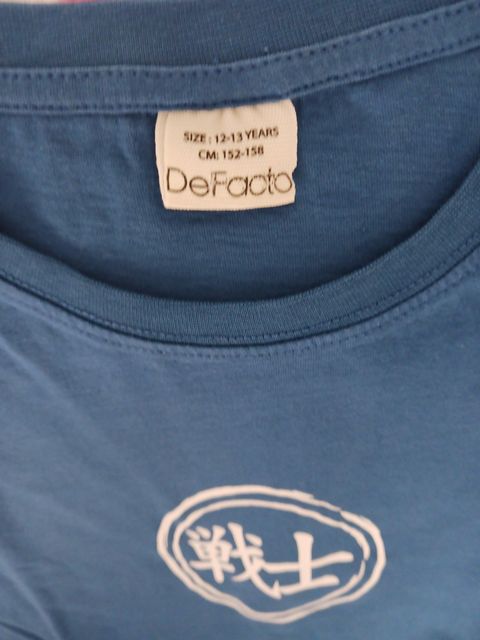 SIZE : 12-13 YEARS
CM: 152-158
DeFacto
戦士